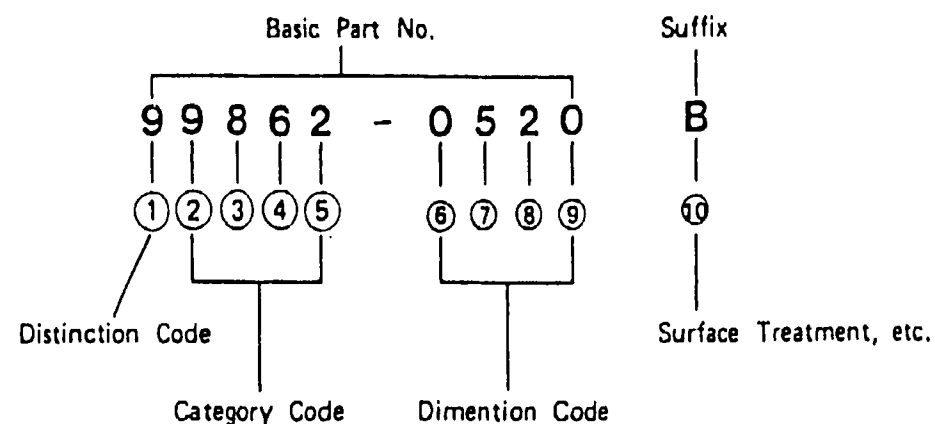 Basic Part No. Suffix
9 9 8 6 2 - 0 5 2 0 B
① ② ③ ④ ⑤ ⑥ ⑦ ⑧ ⑨ ⑩
Distinction Code Surface Treatment, etc.
Category Code Dimention Code